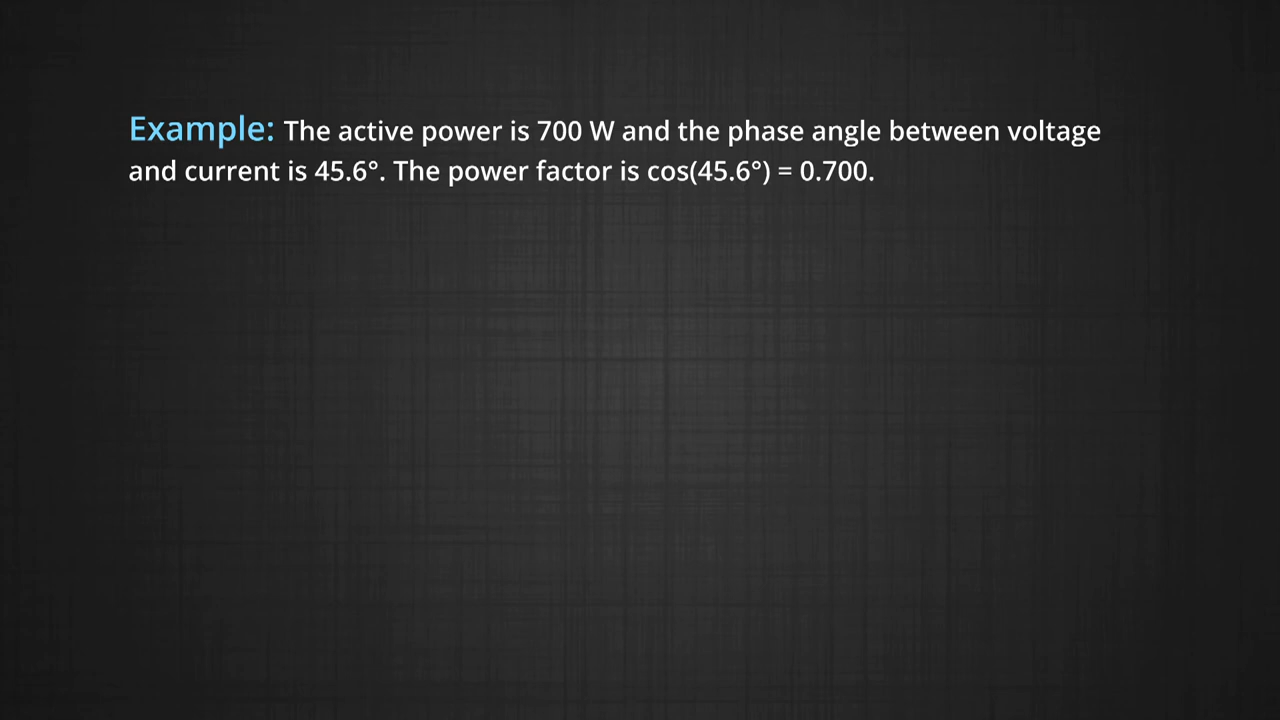 Example: The active power is 700 W and the phase angle between voltage
and current is 45.6°. The power factor is cos(45.6°) = 0.700.